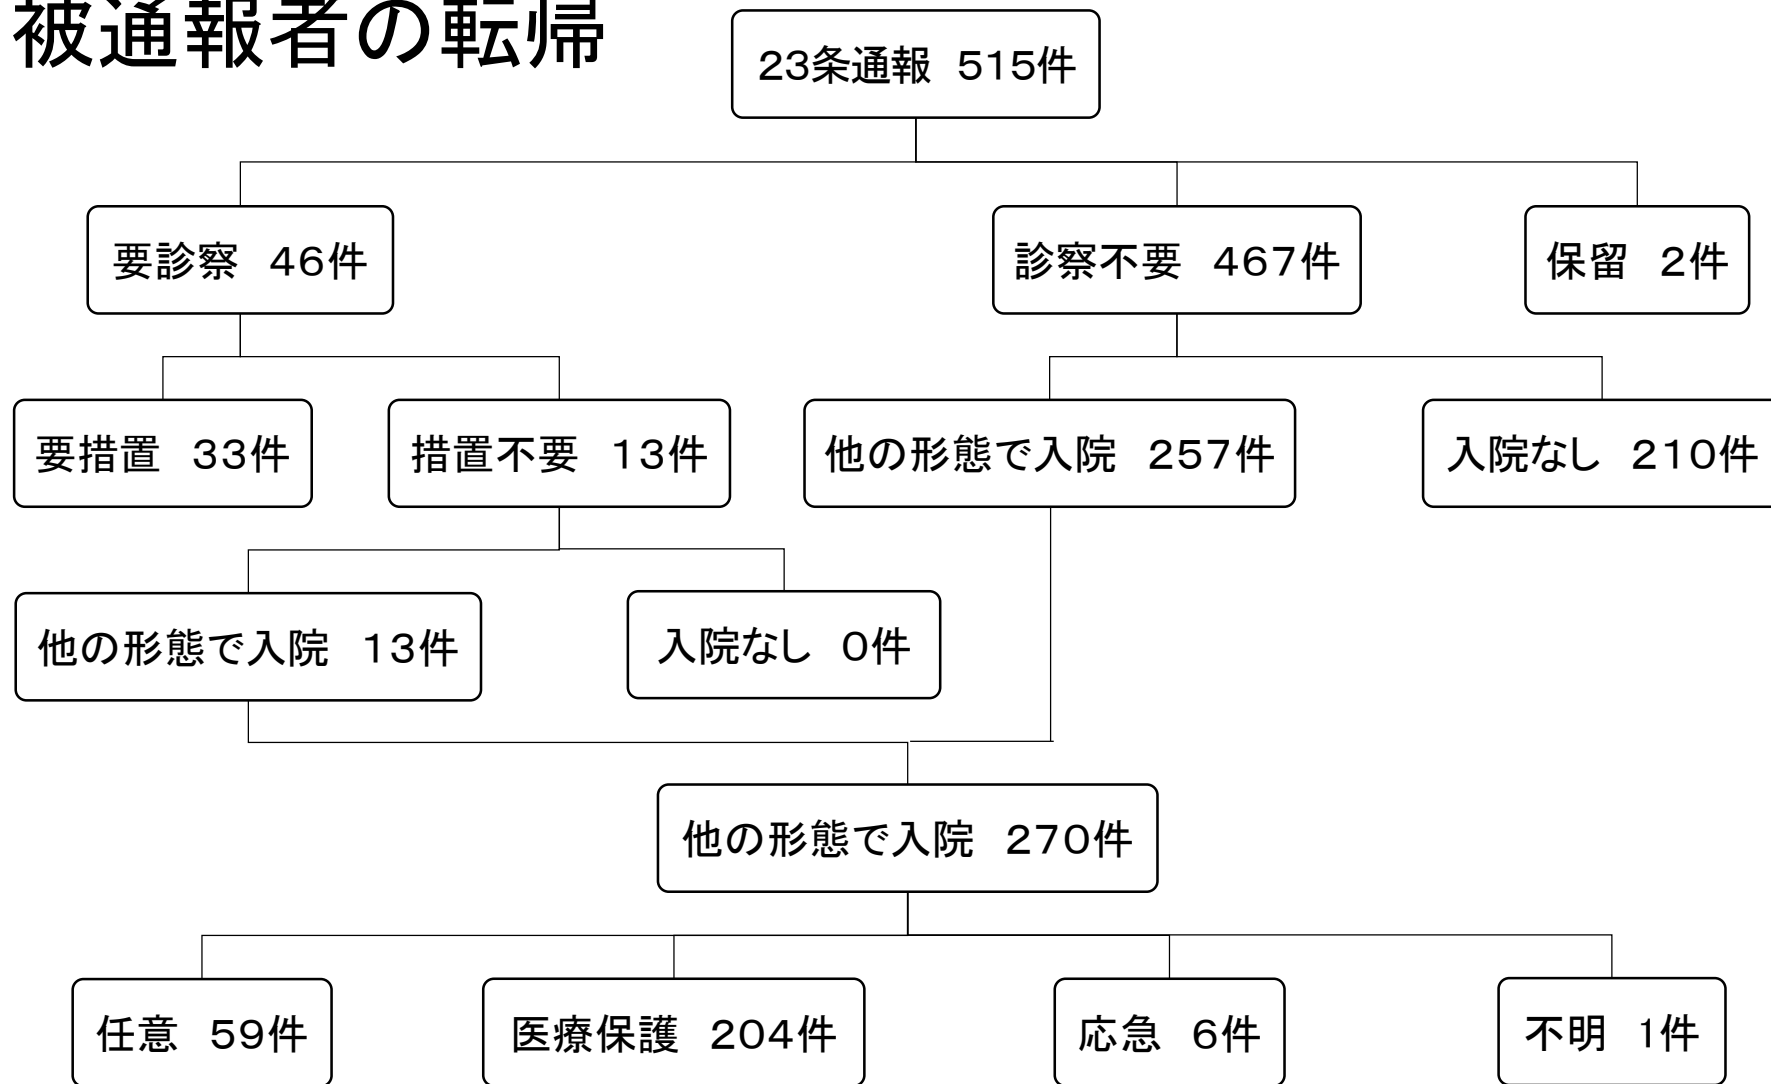 被通報者の転帰
23条通報　515件
要診察　46件
診察不要　467件
保留　2件
要措置　33件
措置不要　13件
他の形態で入院　257件
入院なし　210件
他の形態で入院　13件
入院なし　0件
他の形態で入院　270件
任意　59件
医療保護　204件
応急　6件
不明　1件